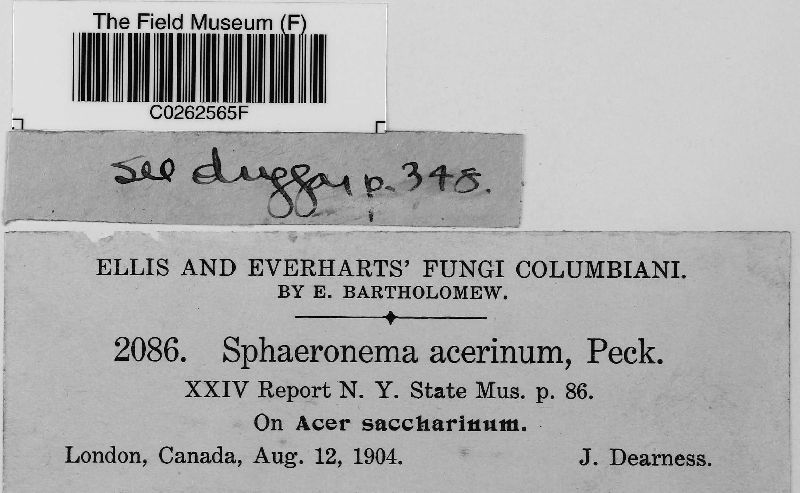 The Field Museum (F)
C0262565F
see duggar p. 348.
ELLIS AND EVERHARTS' FUNGI COLUMBIANI.
BY E. BARTHOLOMEW.
2086. Sphaeronema acerinum, Peck.
XXIV Report N. Y. State Mus. p. 86.
On Acer saccharinum.
London, Canada, Aug. 12, 1904. J. Dearness.